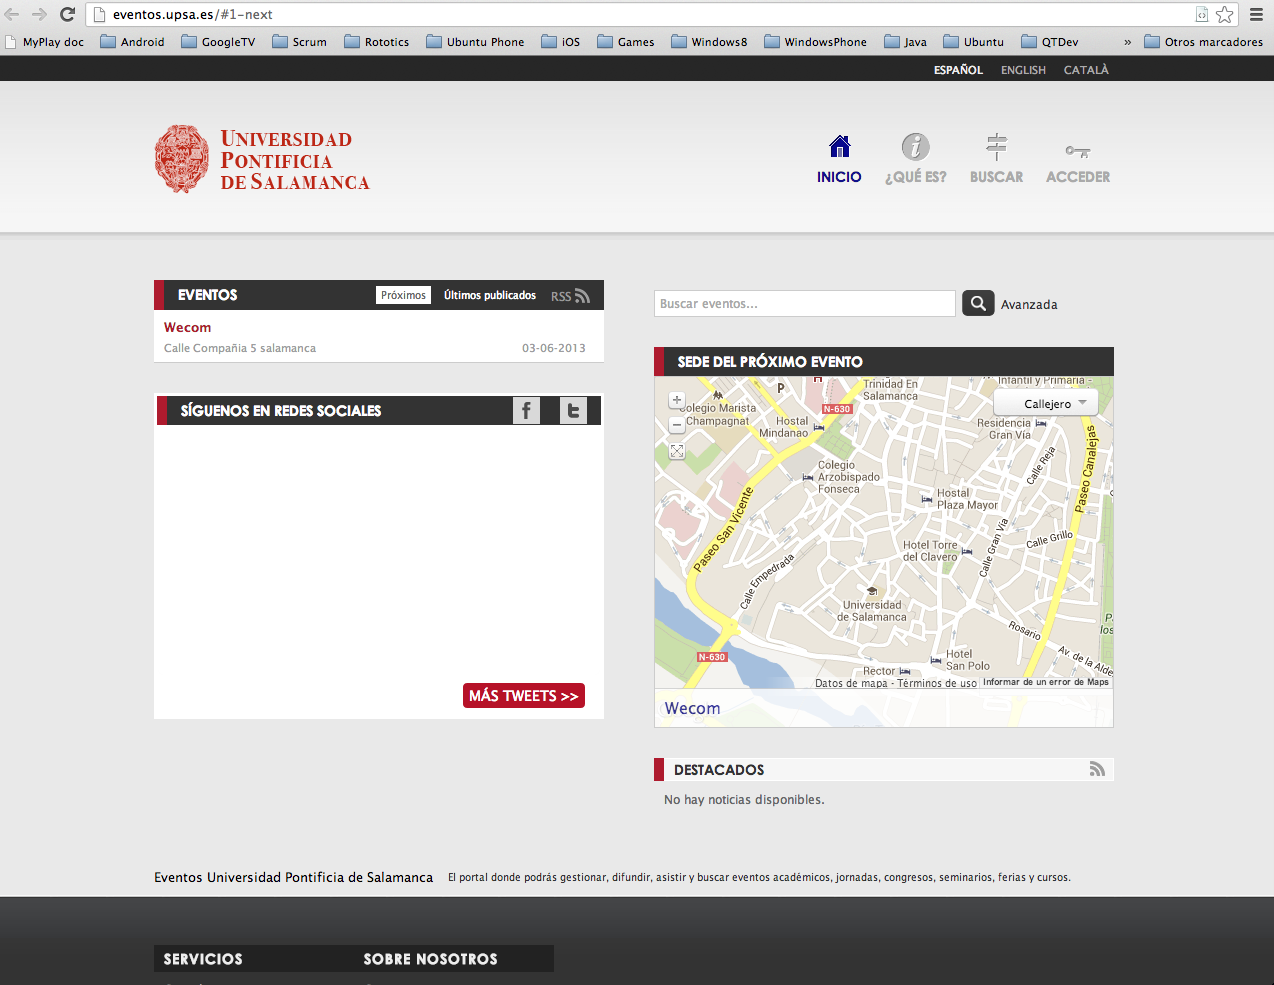 eventos.upsa.es/#1-next
MyPlay doc Android GoogleTV Scrum Rototics Ubuntu Phone iOS Games Windows8 WindowsPhone Java Ubuntu QTDev » Otros marcadores
ESPAÑOL ENGLISH CATALÀ
UNIVERSIDAD
PONTIFICIA
DE SALAMANCA
INICIO ¿QUÉ ES? BUSCAR ACCEDER
EVENTOS Próximos Últimos publicados RSS
Wecom
Calle Compañia 5 salamanca 03-06-2013
SÍGUENOS EN REDES SOCIALES
MÁS TWEETS >>
Buscar eventos... Avanzada
SEDE DEL PRÓXIMO EVENTO
Infantil y Primaria -
Trinidad En
Salamanca
P
N-630
Callejero
Colegio Marista
Champagnat
Hostal
Mindanao
Residencia
Gran Vía
Calle Reja
Paseo Canalejas
Colegio
Arzobispado
Fonseca
Hostal
Plaza Mayor
Paseo San Vicente
Calle Gran Vía
Calle Grillo
Hotel Torre
del Clavero
Calle Empedrada
Universidad
de Salamanca
Rosario
P
los
Av. de la Alde
N-630
Hotel
San Polo
Rector
Datos de mapa - Términos de uso Informar de un error de Maps
Wecom
DESTACADOS
No hay noticias disponibles.
Eventos Universidad Pontificia de Salamanca El portal donde podrás gestionar, difundir, asistir y buscar eventos académicos, jornadas, congresos, seminarios, ferias y cursos.
SERVICIOS SOBRE NOSOTROS